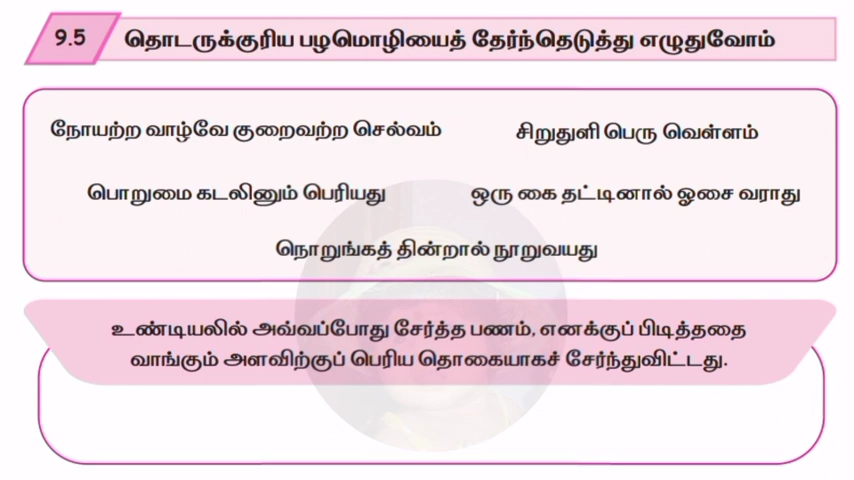 9.5 தொடருக்குரிய பழமொழியைத் தேர்ந்தெடுத்து எழுதுவோம்
நோயற்ற வாழ்வே குறைவற்ற செல்வம் சிறுதுளி பெரு வெள்ளம்
பொறுமை கடலினும் பெரியது ஒரு கை தட்டினால் ஓசை வராது
நொறுங்கத் தின்றால் நூறுவயது
உண்டியலில் அவ்வப்போது சேர்த்த பணம், எனக்குப் பிடித்ததை
வாங்கும் அளவிற்குப் பெரிய தொகையாகச் சேர்ந்துவிட்டது.